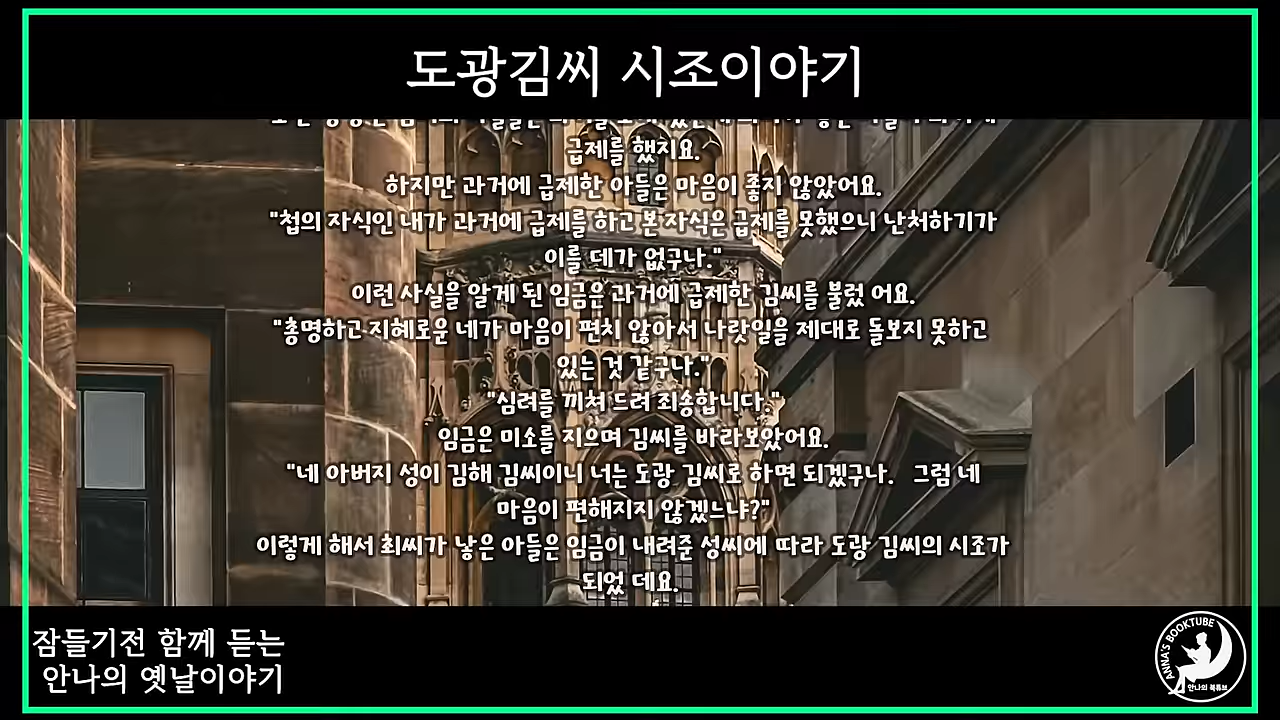 도광김씨 시조이야기
급제를 했지요.
하지만 과거에 급제한 아들은 마음이 좋지 않았어요.
"첩의 자식인 내가 과거에 급제를 하고 본 자식은 급제를 못했으니 난처하기가
이를 데가 없구나."
이런 사실을 알게 된 임금은 과거에 급제한 김씨를 불렀 어요.
"총명하고 지혜로운 네가 마음이 편치 않아서 나랏일을 제대로 돌보지 못하고
있는 것 같구나."
"심려를 끼쳐 드려 죄송합니다."
임금은 미소를 지으며 김씨를 바라보았어요.
"네 아버지 성이 김해 김씨이니 너는 도광 김씨로 하면 되겠구나. 그럼 네
마음이 편해지지 않겠느냐?"
이렇게 해서 최씨가 낳은 아들은 임금이 내려준 성씨에 따라 도광 김씨의 시조가
되었 데요.
잠들기전 함께 듣는
안나의 옛날이야기
ANNA'S BOOKTUBE
안나의 북튜브